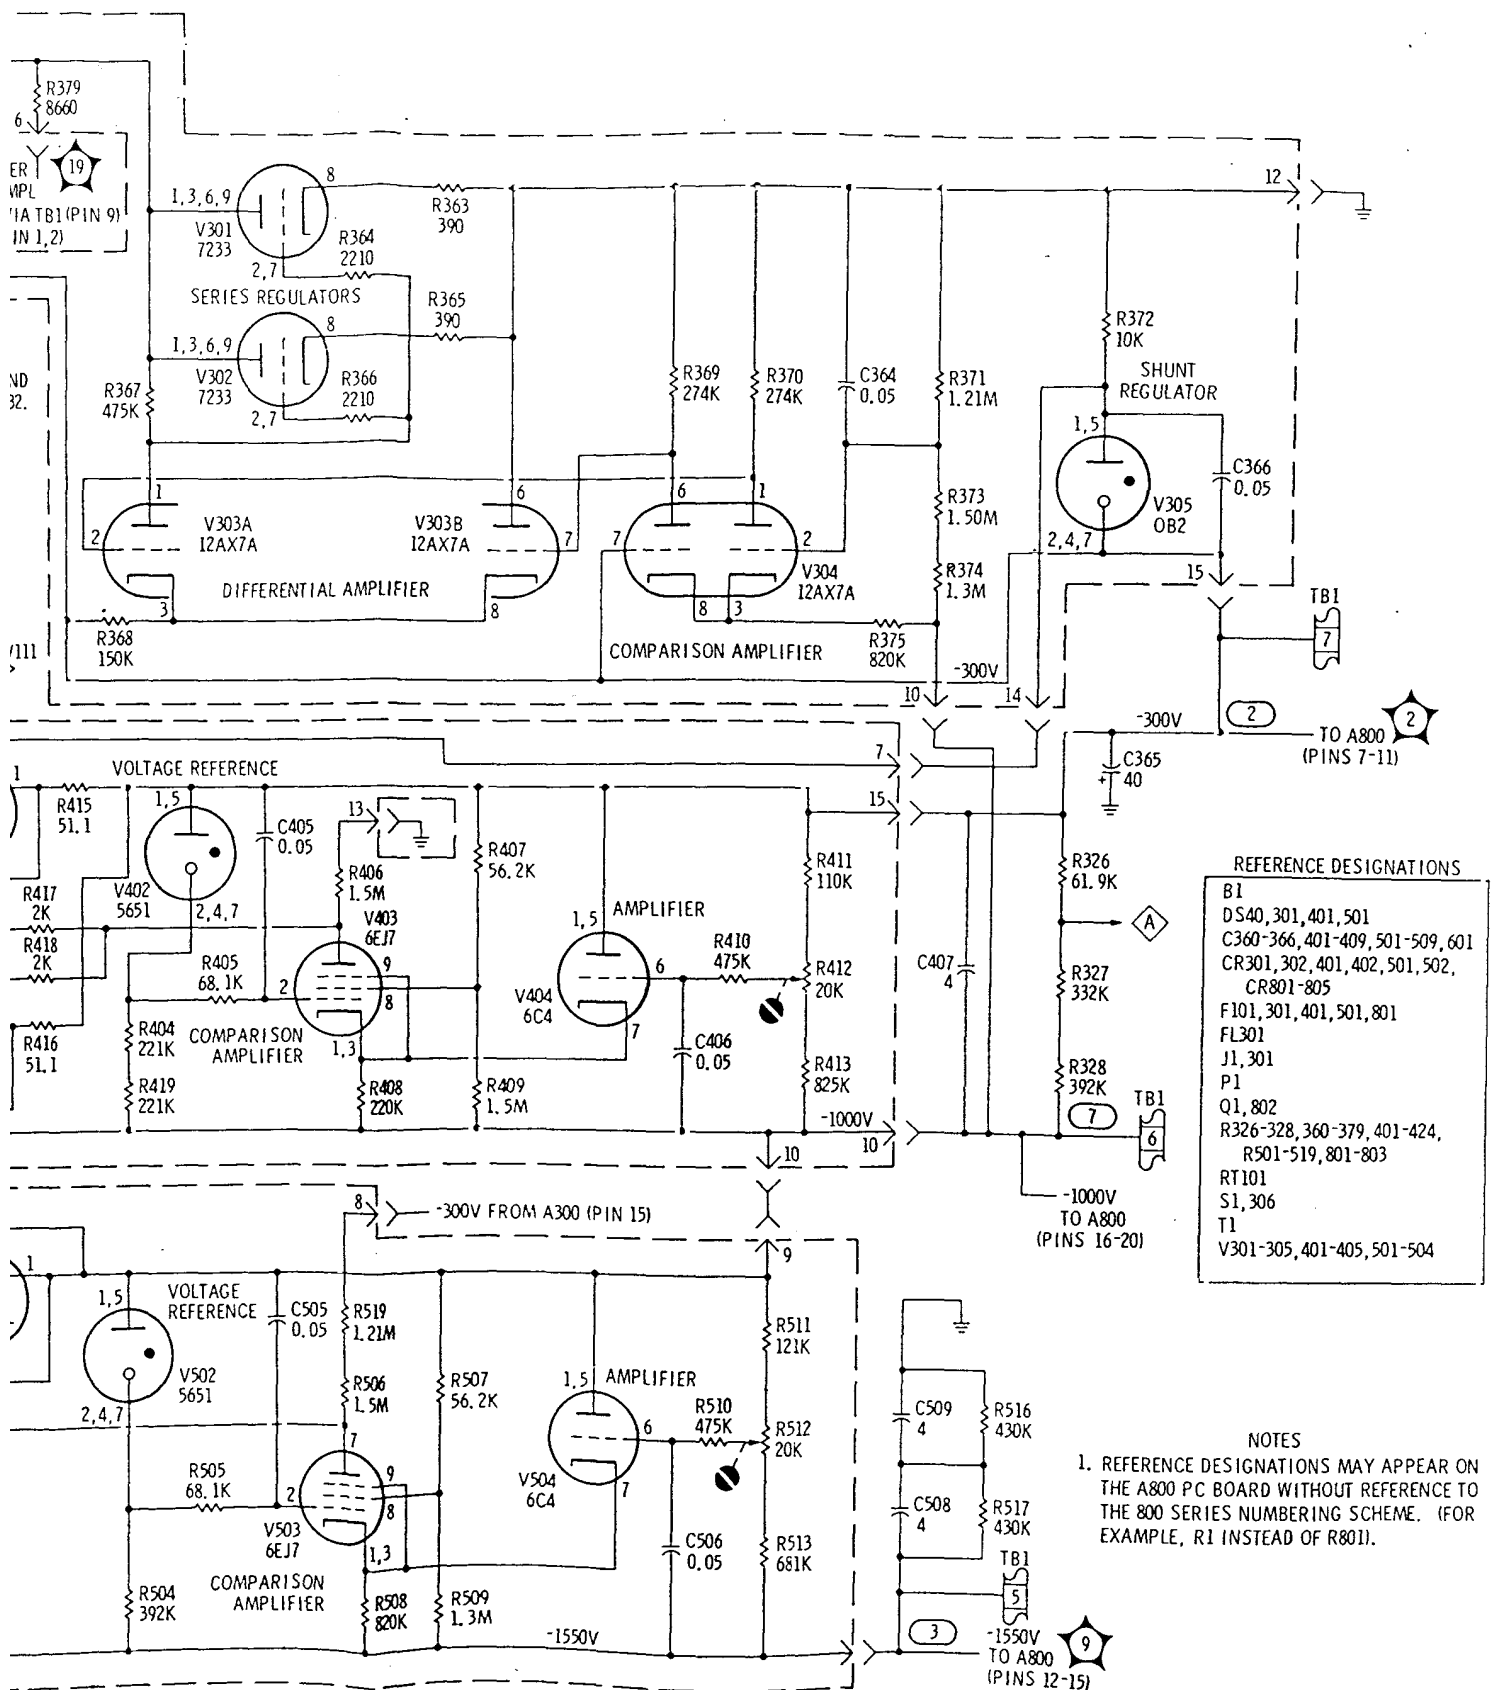 R379
8660
6
ER
MPL
VIA TB1 (PIN 9)
IN 1,2)
19
1,3,6,9
V301
7233
8
R363
390
R364
2210
2,7
SERIES REGULATORS
12
1,3,6,9
V302
7233
8
R365
390
R366
2210
2,7
ND
32.
R367
475K
R369
274K
R370
274K
C364
0.05
R371
1.21M
R372
10K
SHUNT
REGULATOR
1,5
C366
0.05
V305
OB2
2,4,7
15
R373
1.50M
R374
1.3M
1
2
3
V303A
12AX7A
V303B
12AX7A
6
7
8
DIFFERENTIAL AMPLIFIER
6
1
7
2
V304
12AX7A
8
3
R368
150K
COMPARISON AMPLIFIER
R375
820K
-300V
10
14
V111
TB1
7
-300V
2
TO A800
(PINS 7-11)
2
C365
+ 40
7
15
1
R415
51.1
VOLTAGE REFERENCE
1,5
C405
0.05
13
R406
1.5M
V403
6EJ7
R407
56.2K
R417
2K
R418
2K
V402
5651
2,4,7
R405
68.1K
2
9
8
COMPARISON
AMPLIFIER
1,3
R416
51.1
R404
221K
R419
221K
R408
220K
R409
1.5M
AMPLIFIER
1,5
V404
6C4
6
7
R410
475K
C406
0.05
R411
110K
R412
20K
R413
825K
-1000V
10
10
C407
4
R326
61.9K
A
R327
332K
R328
392K
7
TB1
6
-1000V
TO A800
(PINS 16-20)
REFERENCE DESIGNATIONS
B1
DS40,301,401,501
C360-366,401-409,501-509,601
CR301,302,401,402,501,502,
CR801-805
F101,301,401,501,801
FL301
J1,301
P1
Q1,802
R326-328,360-379,401-424,
R501-519,801-803
RT101
S1,306
T1
V301-305,401-405,501-504
8
-300V FROM A300 (PIN 15)
9
1
1,5
VOLTAGE
REFERENCE
V502
5651
2,4,7
C505
0.05
R519
1.21M
R506
1.5M
7
R507
56.2K
R505
68.1K
2
9
8
V503
6EJ7
1,3
COMPARISON
AMPLIFIER
R504
392K
R508
820K
R509
1.3M
1,5
AMPLIFIER
V504
6C4
6
7
R510
475K
C506
0.05
R511
121K
R512
20K
R513
681K
-1550V
C509
4
R516
430K
C508
4
R517
430K
TB1
5
3
-1550V
TO A800
(PINS 12-15)
9
NOTES
1. REFERENCE DESIGNATIONS MAY APPEAR ON
THE A800 PC BOARD WITHOUT REFERENCE TO
THE 800 SERIES NUMBERING SCHEME. (FOR
EXAMPLE, R1 INSTEAD OF R801).